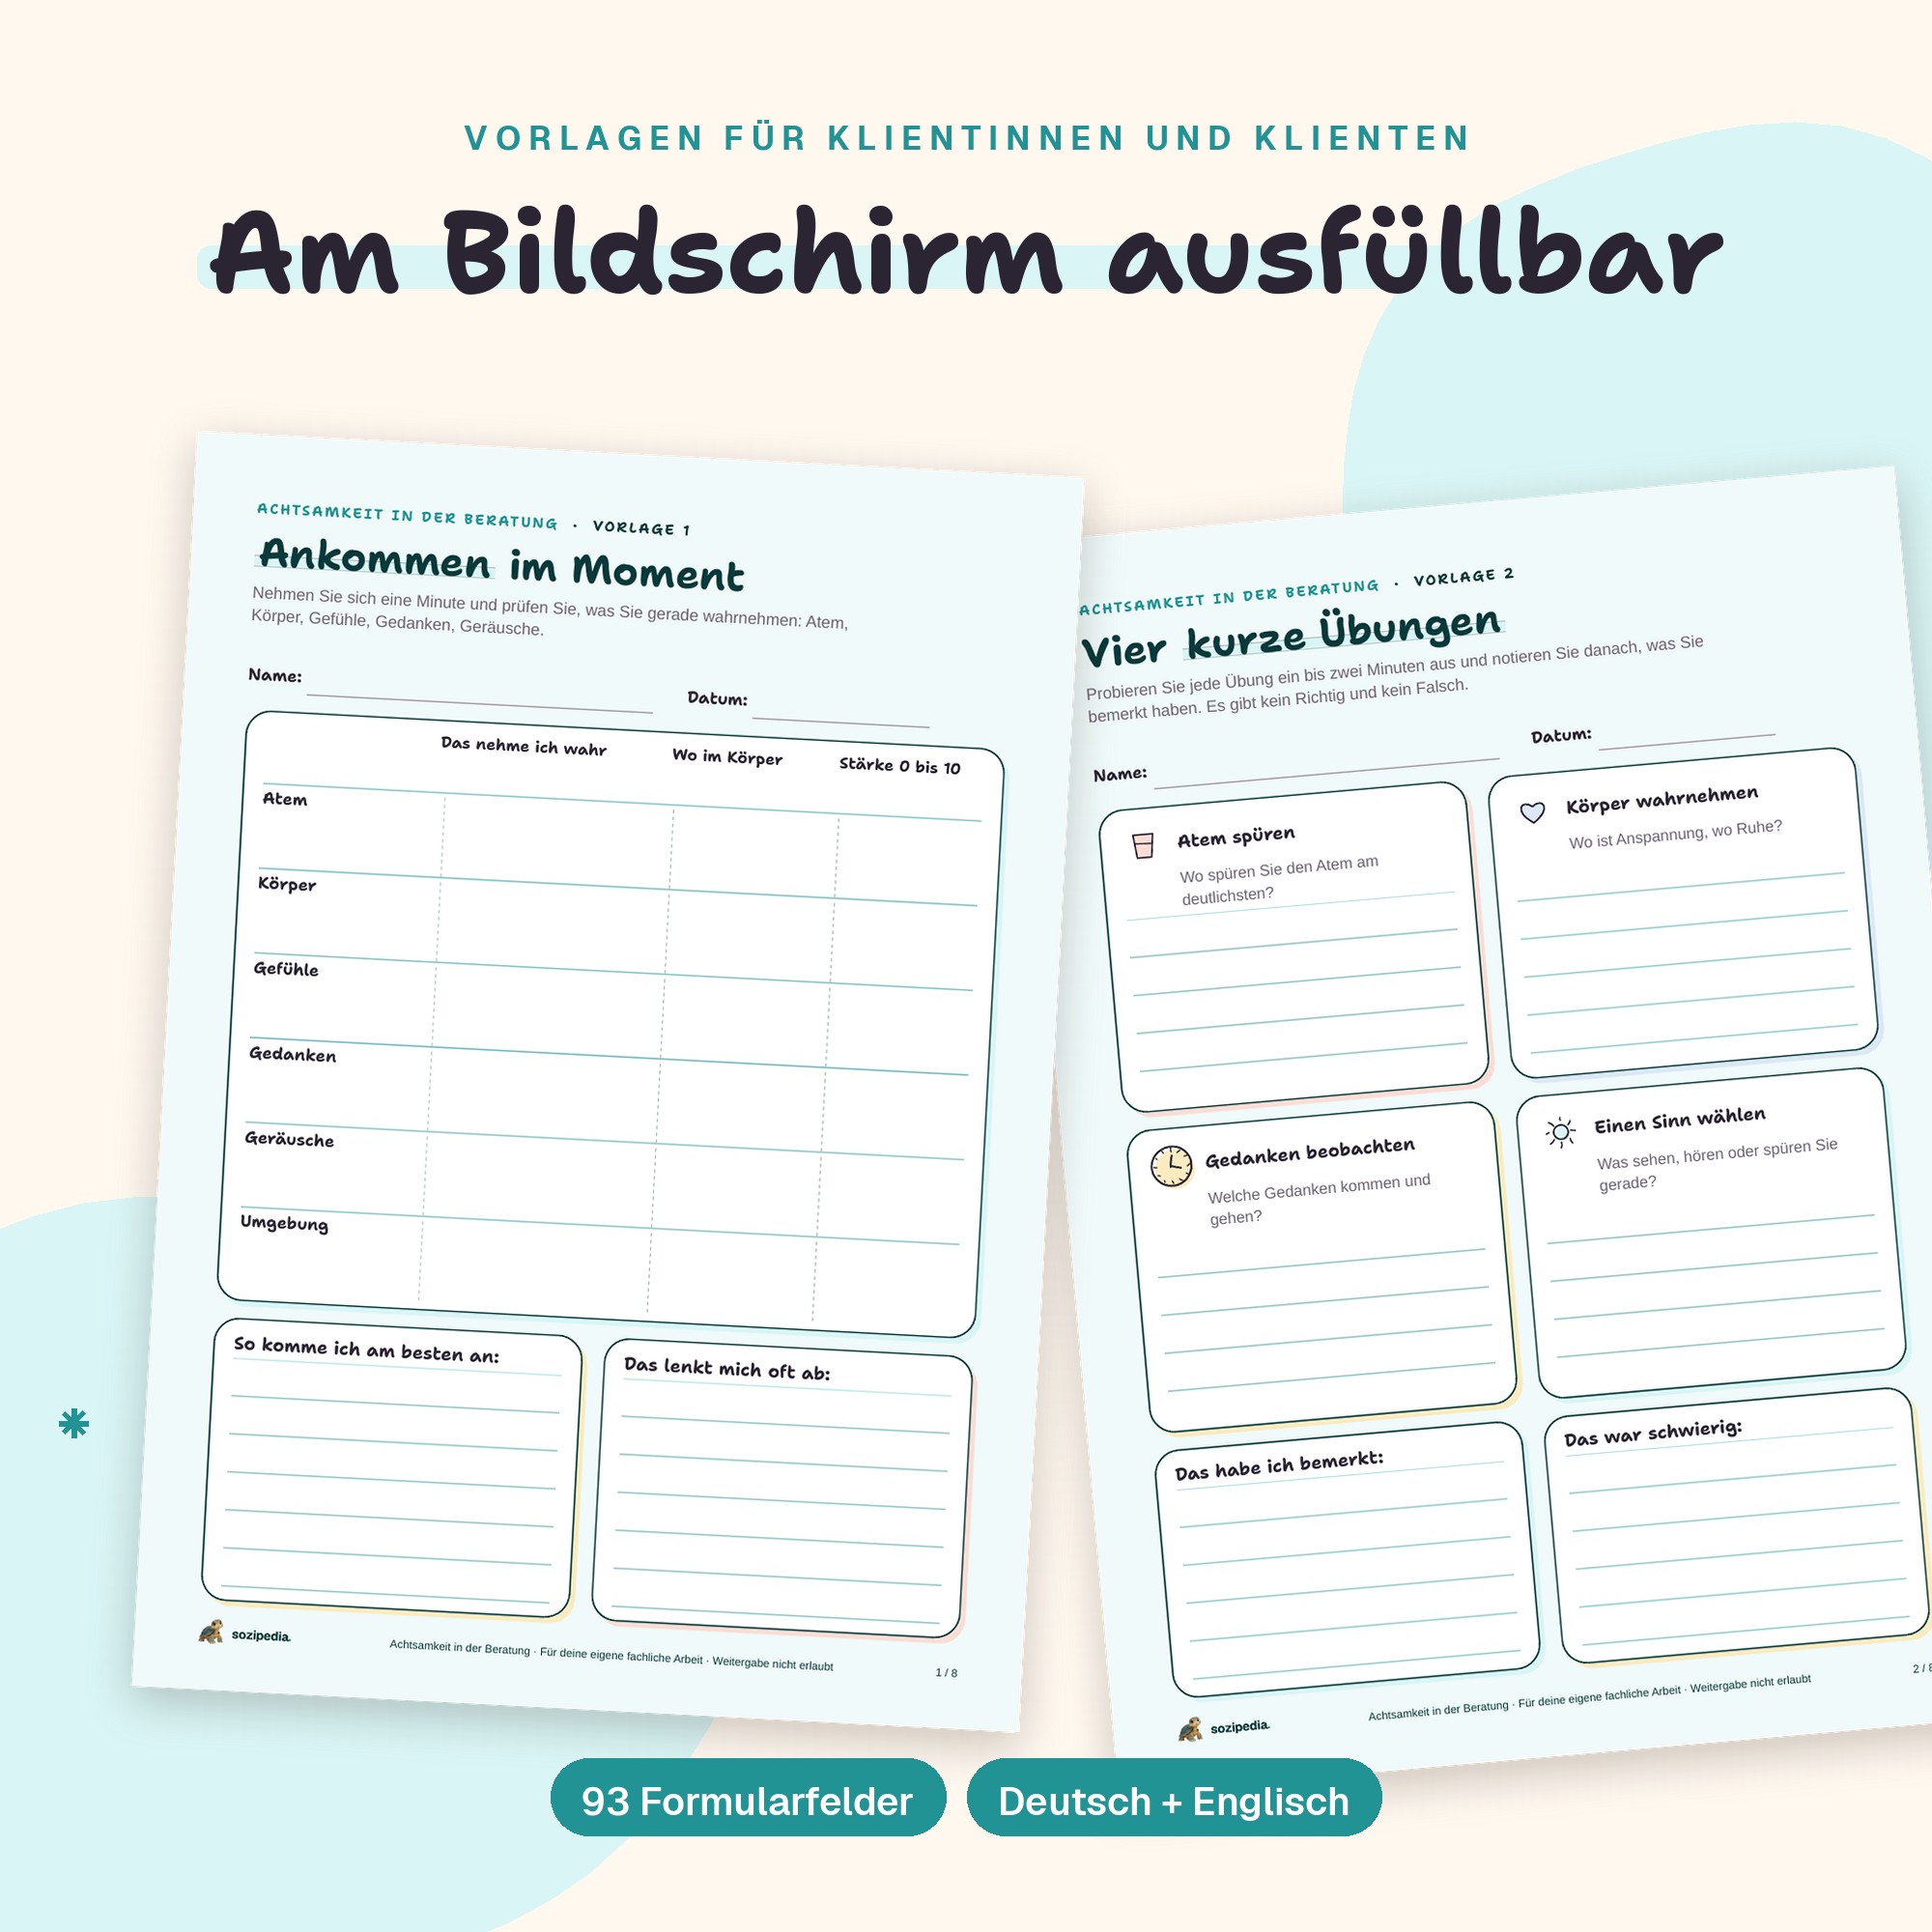 VORLAGEN FÜR KLIENTINNEN UND KLIENTEN
Am Bildschirm ausfüllbar
ACHTSAMKEIT IN DER BERATUNG · VORLAGE 1
Ankommen im Moment
Nehmen Sie sich eine Minute und prüfen Sie, was Sie gerade wahrnehmen: Atem,
Körper, Gefühle, Gedanken, Geräusche.
Name:
Datum:
Das nehme ich wahr
Wo im Körper
Stärke 0 bis 10
Atem
Körper
Gefühle
Gedanken
Geräusche
Umgebung
So komme ich am besten an:
Das lenkt mich oft ab:
sozipedia.
Achtsamkeit in der Beratung · Für deine eigene fachliche Arbeit · Weitergabe nicht erlaubt
1 / 8
ACHTSAMKEIT IN DER BERATUNG · VORLAGE 2
Vier kurze Übungen
Probieren Sie jede Übung ein bis zwei Minuten aus und notieren Sie danach, was Sie
bemerkt haben. Es gibt kein Richtig und kein Falsch.
Name:
Datum:
Atem spüren
Wo spüren Sie den Atem am
deutlichsten?
Körper wahrnehmen
Wo ist Anspannung, wo Ruhe?
Gedanken beobachten
Welche Gedanken kommen und
gehen?
Einen Sinn wählen
Was sehen, hören oder spüren Sie
gerade?
Das habe ich bemerkt:
Das war schwierig:
sozipedia.
Achtsamkeit in der Beratung · Für deine eigene fachliche Arbeit · Weitergabe nicht erlaubt
2 / 8
93 Formularfelder
Deutsch + Englisch